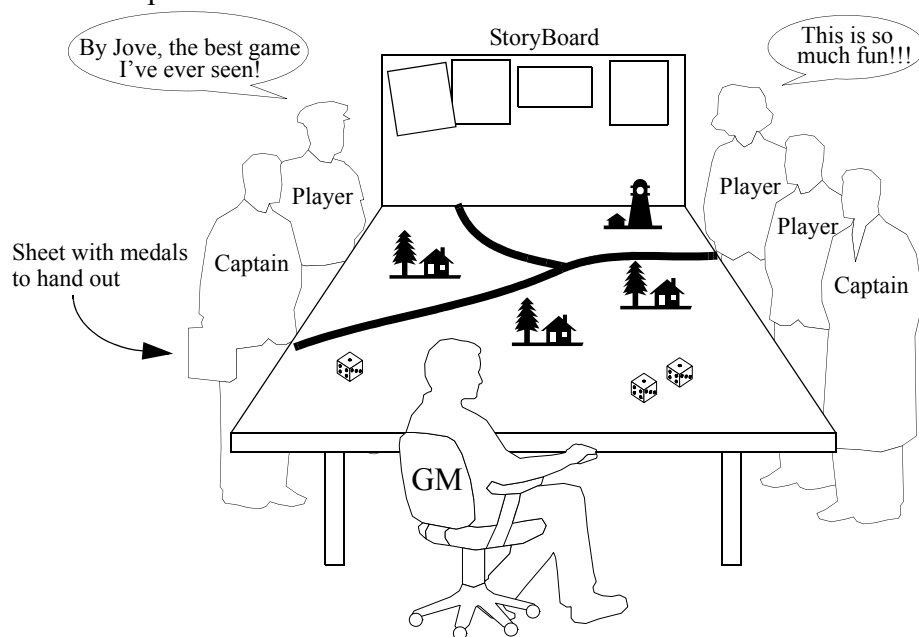 By Jove, the best game
I've ever seen!
StoryBoard
This is so
much fun!!!
Player
Captain
Player
Player
Captain
Sheet with medals
to hand out
GM